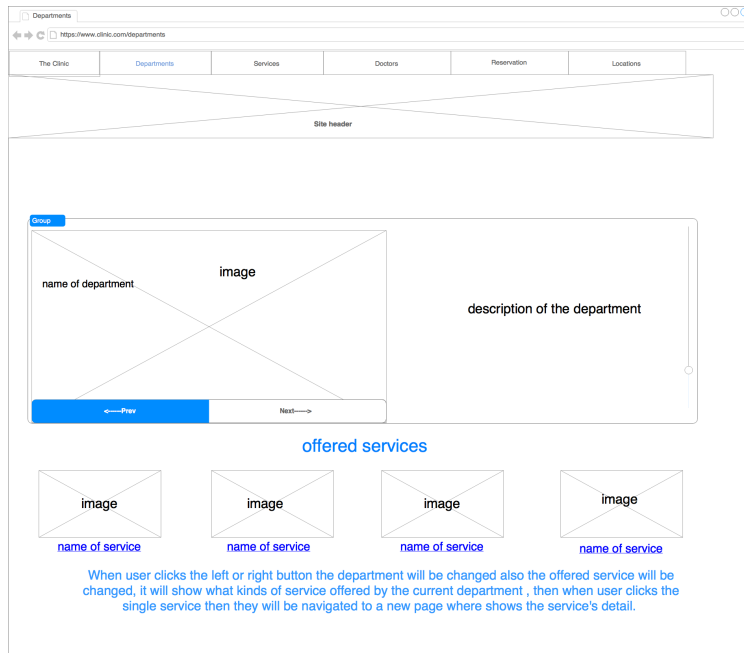 Departments
https://www.clinic.com/departments
The Clinic
Departments
Services
Doctors
Reservation
Locations
Site header
Group
image
name of department
description of the department
<——Prev
Next——>
offered services
image
image
image
image
name of service
name of service
name of service
name of service
When user clicks the left or right button the department will be changed also the offered service will be
changed, it will show what kinds of service offered by the current department , then when user clicks the
single service then they will be navigated to a new page where shows the service's detail.